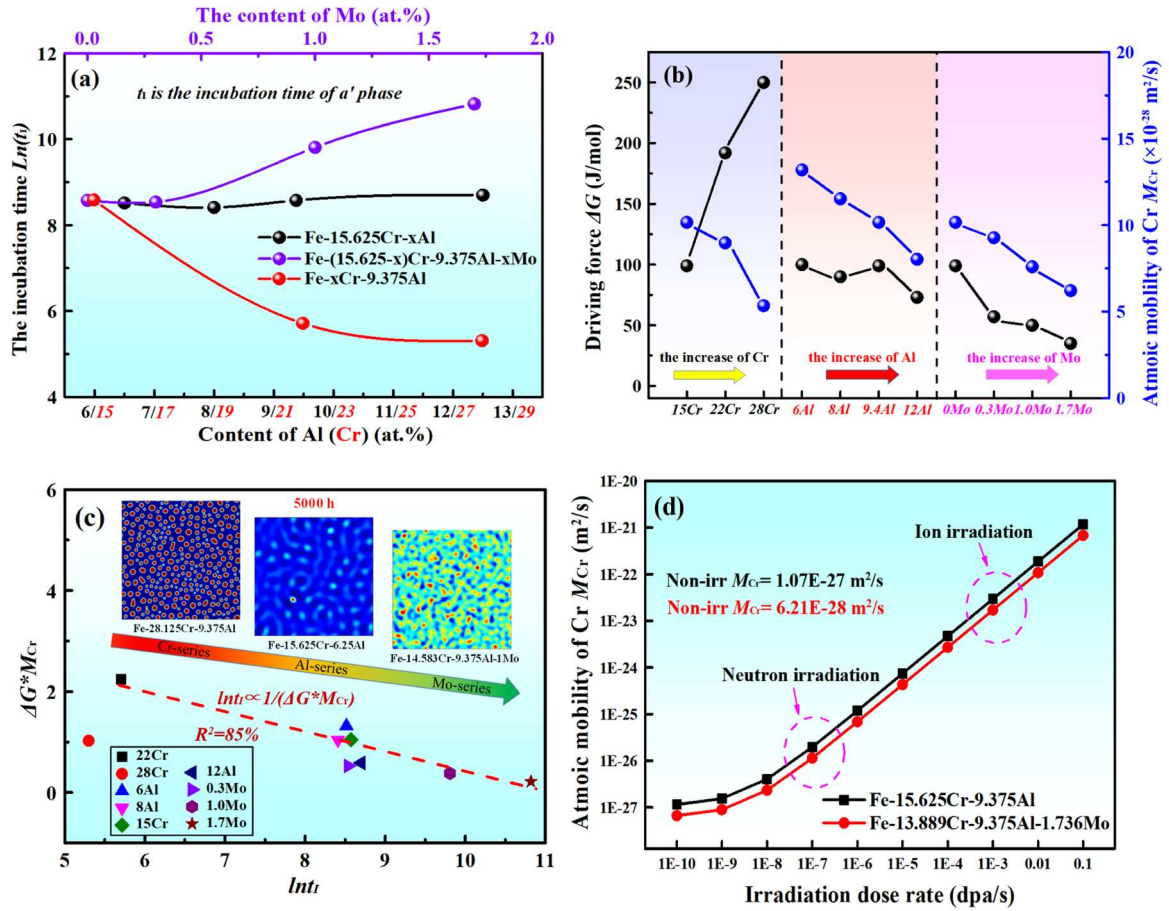 The content of Mo (at.%)
0.0 0.5 1.0 1.5 2.0
(a)
tı is the incubation time of a' phase
The incubation time Ln(tı)
12
10
8
6
4
Fe-15.625Cr-xAl
Fe-(15.625-x)Cr-9.375Al-xMo
Fe-xCr-9.375Al
6/15 7/17 8/19 9/21 10/23 11/25 12/27 13/29
Content of Al (Cr) (at.%)
(b)
Driving force ΔG (J/mol)
250
200
150
100
50
0
20
15
10
5
0
Atmoic moblity of Cr MCr (×10-28 m2/s)
the increase of Cr
the increase of Al
the increase of Mo
15Cr 22Cr 28Cr 6Al 8Al 9.4Al 12Al 0Mo 0.3Mo 1.0Mo 1.7Mo
(c)
5000 h
ΔG*MCr
6
4
2
0
Fe-28.125Cr-9.375Al
Fe-15.625Cr-6.25Al
Fe-14.583Cr-9.375Al-1Mo
Cr-series
Al-series
Mo-series
lntI∝1/(ΔG*MCr)
R2=85%
22Cr
28Cr
6Al
8Al
15Cr
12Al
0.3Mo
1.0Mo
1.7Mo
5 6 7 8 9 10 11
lntI
(d)
Atmoic mobility of Cr MCr (m2/s)
1E-20
1E-21
1E-22
1E-23
1E-24
1E-25
1E-26
1E-27
Ion irradiation
Non-irr MCr= 1.07E-27 m2/s
Non-irr MCr= 6.21E-28 m2/s
Neutron irradiation
Fe-15.625Cr-9.375Al
Fe-13.889Cr-9.375Al-1.736Mo
1E-10 1E-9 1E-8 1E-7 1E-6 1E-5 1E-4 1E-3 0.01 0.1
Irradiation dose rate (dpa/s)